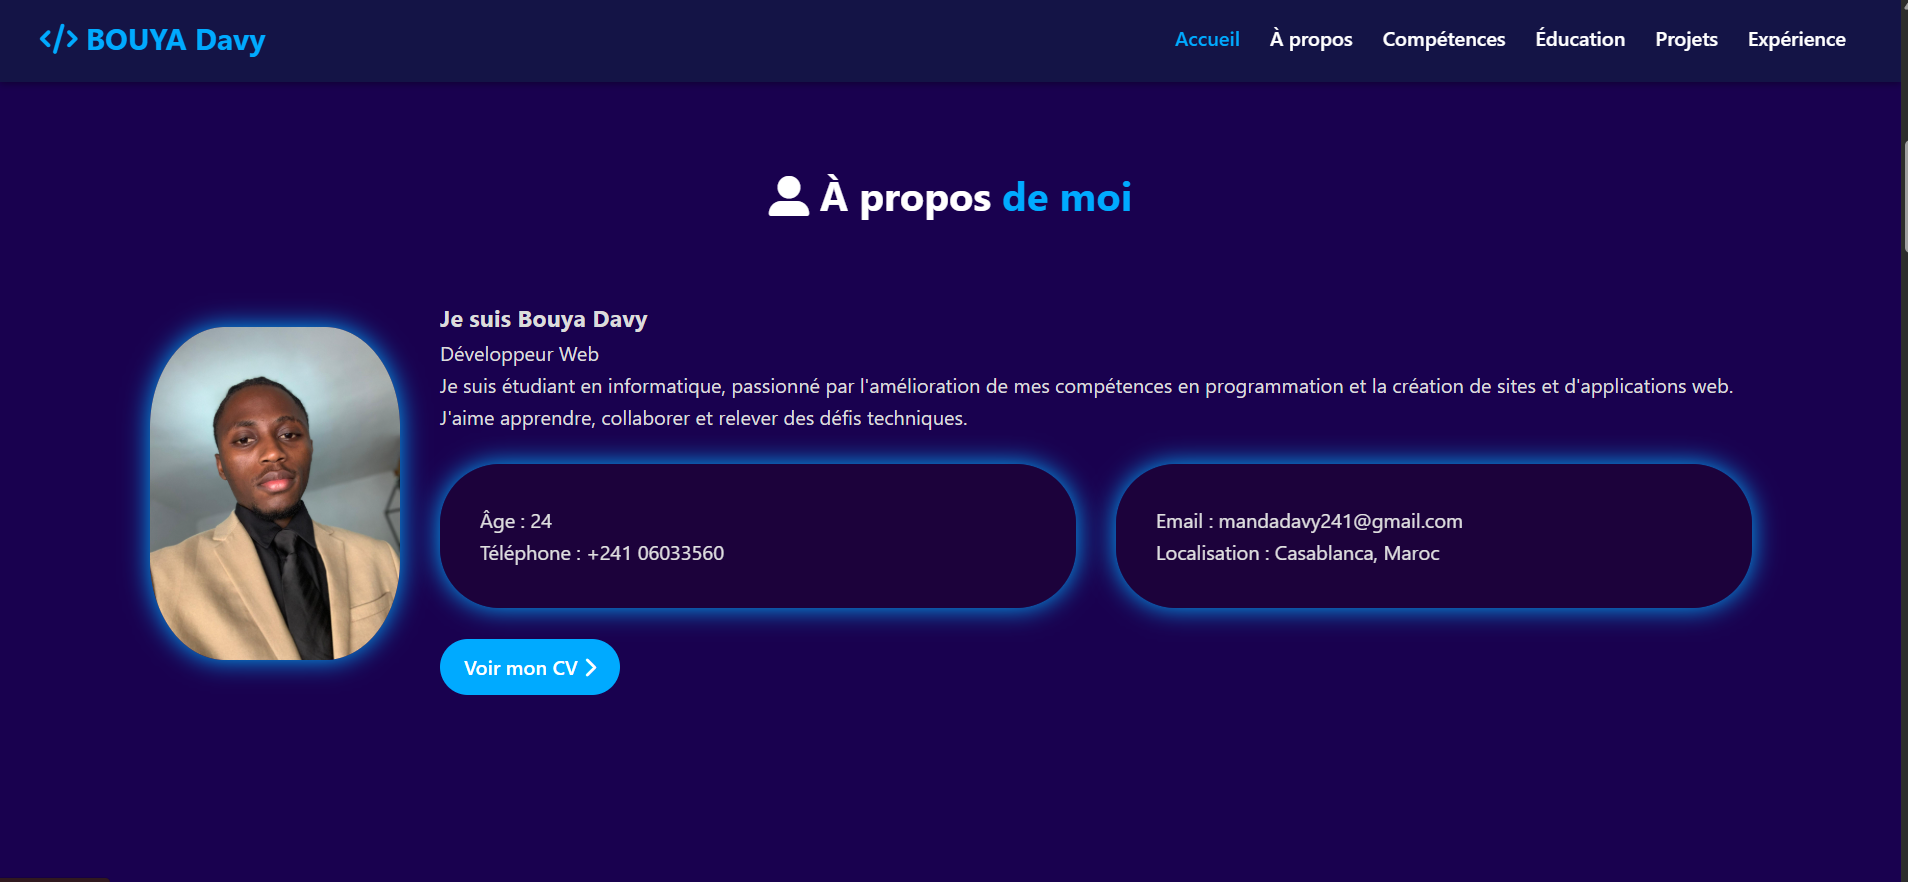 </> BOUYA Davy
Accueil À propos Compétences Éducation Projets Expérience
À propos de moi
Je suis Bouya Davy
Développeur Web
Je suis étudiant en informatique, passionné par l'amélioration de mes compétences en programmation et la création de sites et d'applications web.
J'aime apprendre, collaborer et relever des défis techniques.
Âge : 24
Téléphone : +241 06033560
Email : mandadavy241@gmail.com
Localisation : Casablanca, Maroc
Voir mon CV